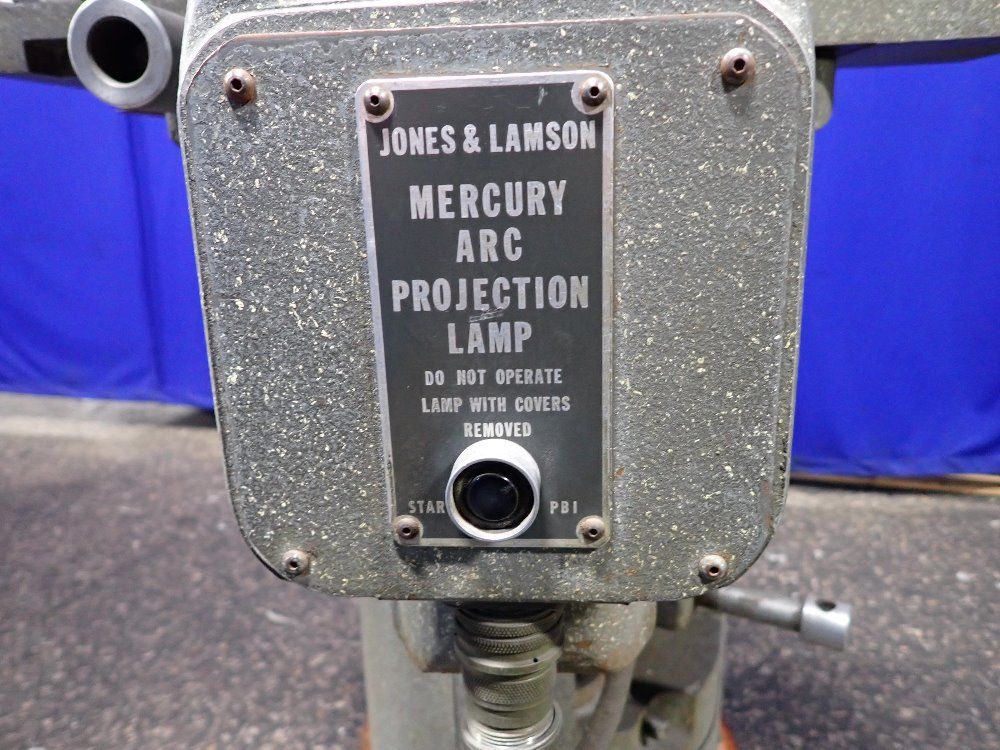 JONES & LAMSON
MERCURY
ARC
PROJECTION
LAMP
DO NOT OPERATE
LAMP WITH COVERS
REMOVED
STAR PB1